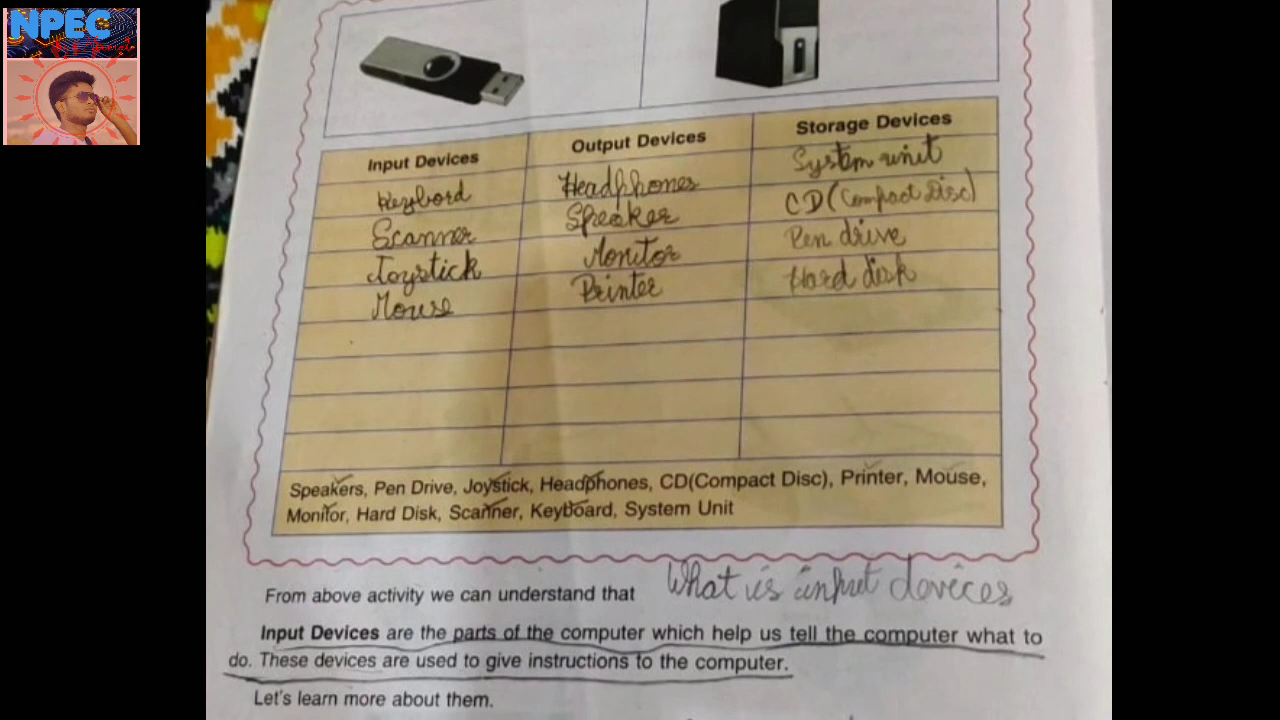 NPEC
Input Devices Output Devices Storage Devices
Keybord Headphones System unit
Scanner Speaker CD(Compact Disc)
Joystick Monitor Pen drive
Mouse Printer Hard disk
Speakers, Pen Drive, Joystick, Headphones, CD(Compact Disc), Printer, Mouse,
Monitor, Hard Disk, Scanner, Keyboard, System Unit
From above activity we can understand that What is input devices
Input Devices are the parts of the computer which help us tell the computer what to
do. These devices are used to give instructions to the computer.
Let's learn more about them.